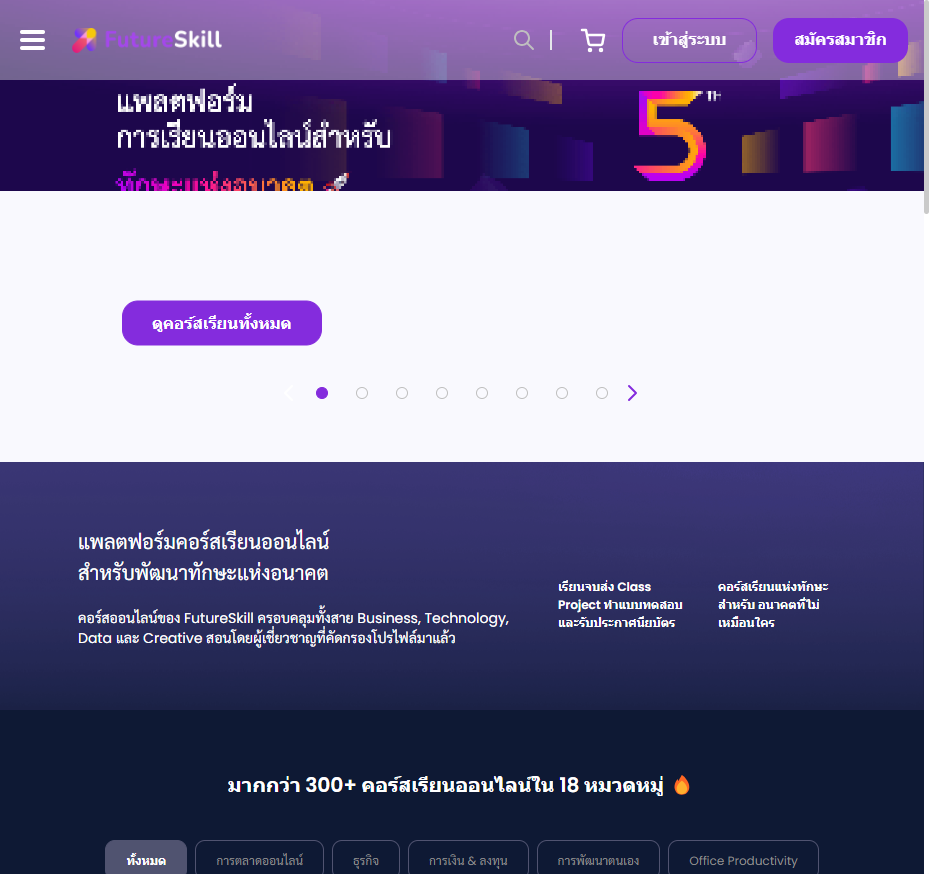 FutureSkill
เข้าสู่ระบบ
สมัครสมาชิก
แพลตฟอร์ม
การเรียนออนไลน์สำหรับ
ทักษะแห่งอนาคต
5TH
ดูคอร์สเรียนทั้งหมด
แพลตฟอร์มคอร์สเรียนออนไลน์
สำหรับพัฒนาทักษะแห่งอนาคต
คอร์สออนไลน์ของ FutureSkill ครอบคลุมทั้งสาย Business, Technology,
Data และ Creative สอนโดยผู้เชี่ยวชาญที่คัดกรองโปรไฟล์มาแล้ว
เรียนจบส่ง Class
Project ทำแบบทดสอบ
และรับประกาศนียบัตร
คอร์สเรียนแห่งทักษะ
สำหรับ อนาคตที่ไม่
เหมือนใคร
มากกว่า 300+ คอร์สเรียนออนไลน์ใน 18 หมวดหมู่ 🔥
ทั้งหมด
การตลาดออนไลน์
ธุรกิจ
การเงิน & ลงทุน
การพัฒนาตนเอง
Office Productivity